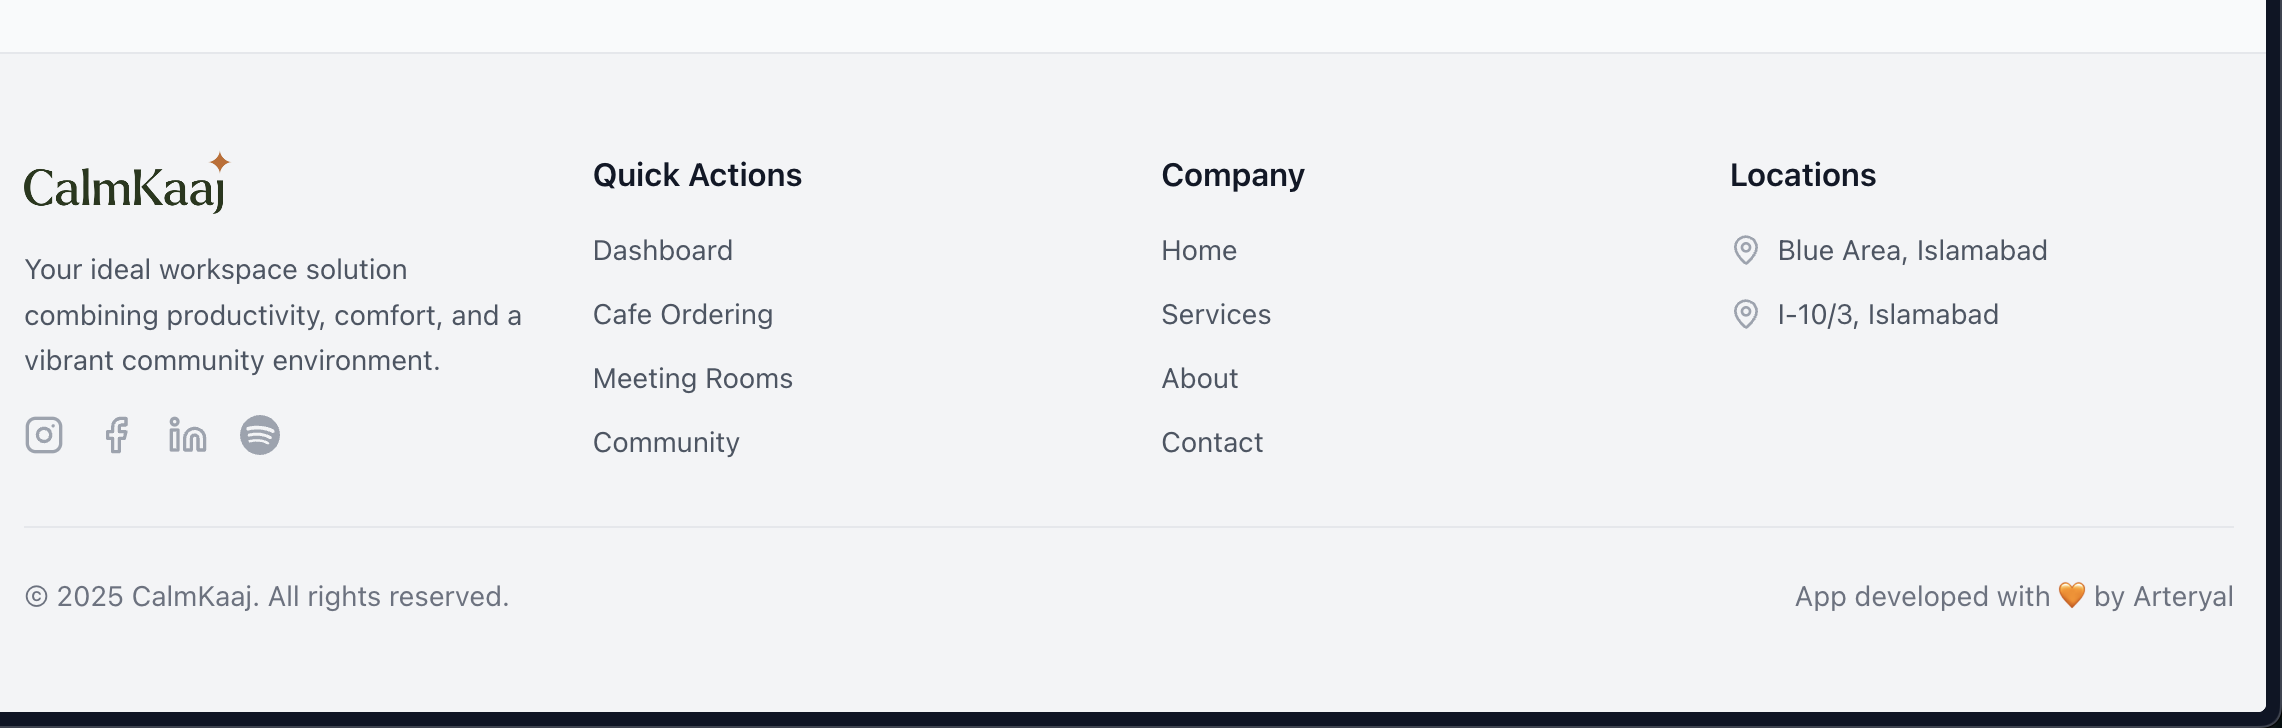 CalmKaaj
Your ideal workspace solution
combining productivity, comfort, and a
vibrant community environment.
Quick Actions
Dashboard
Cafe Ordering
Meeting Rooms
Community
Company
Home
Services
About
Contact
Locations
Blue Area, Islamabad
I-10/3, Islamabad
© 2025 CalmKaaj. All rights reserved.
App developed with 🧡 by Arteryal